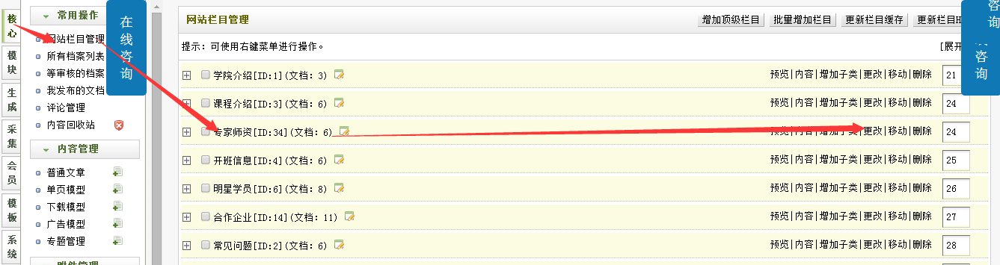 核心
模块
生成
采集
会员
模板
系统
常用操作
网站栏目管理
所有档案列表
等审核的档案
我发布的文档
评论管理
内容回收站
内容管理
普通文章
单页模型
下载模型
广告模型
专题管理
附件管理
在线咨询
网站栏目管理
增加顶级栏目 批量增加栏目 更新栏目缓存
提示：可使用右键菜单进行操作。
[展开
学院介绍[ID:1](文档：3) 预览|内容|增加子类|更改|移动|删除 21
课程介绍[ID:3](文档：6) 预览|内容|增加子类|更改|移动|删除 24
专家师资[ID:34](文档：6) 预览|内容|增加子类|更改|移动|删除 24
开班信息[ID:4](文档：6) 预览|内容|增加子类|更改|移动|删除 25
明星学员[ID:6](文档：8) 预览|内容|增加子类|更改|移动|删除 26
合作企业[ID:14](文档：11) 预览|内容|增加子类|更改|移动|删除 27
常见问题[ID:2](文档：6) 预览|内容|增加子类|更改|移动|删除 28
咨询
咨询